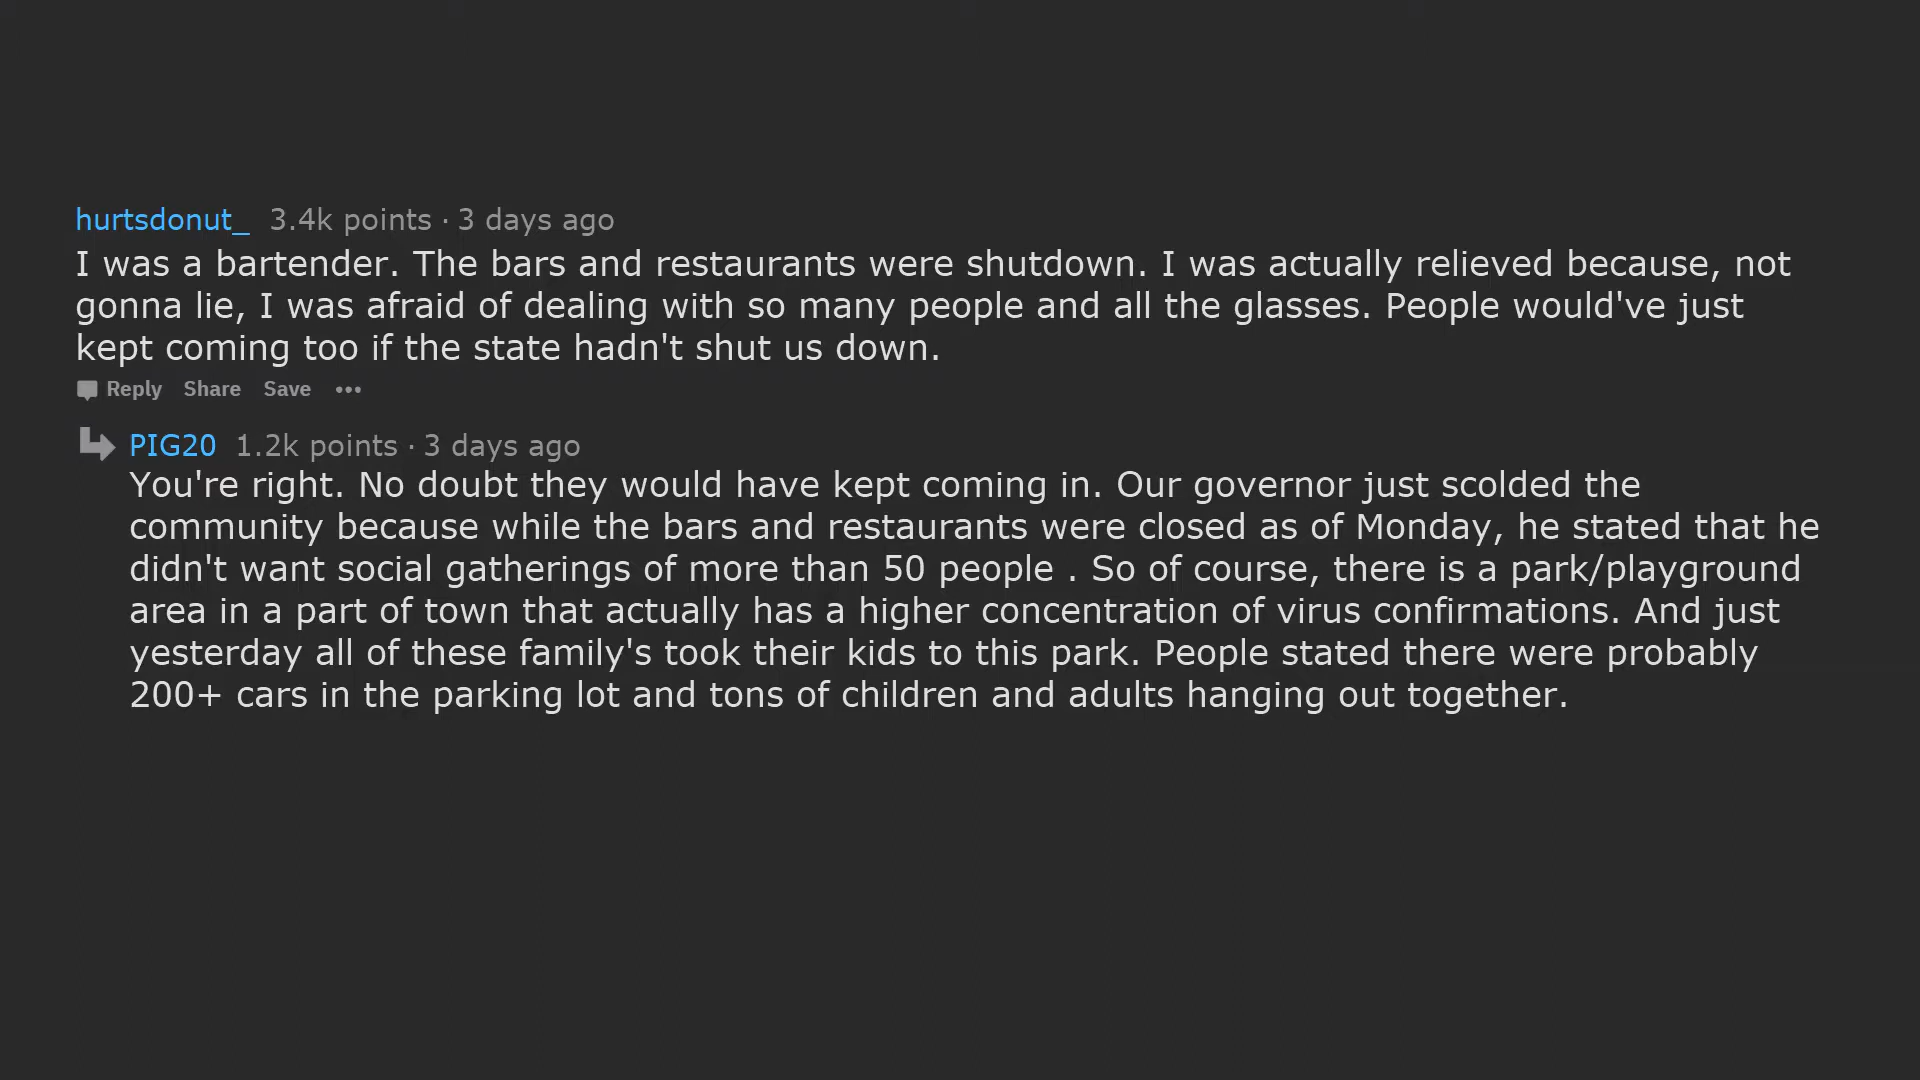 hurtsdonut_ 3.4k points · 3 days ago
I was a bartender. The bars and restaurants were shutdown. I was actually relieved because, not
gonna lie, I was afraid of dealing with so many people and all the glasses. People would've just
kept coming too if the state hadn't shut us down.
Reply Share Save •••
PIG20 1.2k points · 3 days ago
You're right. No doubt they would have kept coming in. Our governor just scolded the
community because while the bars and restaurants were closed as of Monday, he stated that he
didn't want social gatherings of more than 50 people . So of course, there is a park/playground
area in a part of town that actually has a higher concentration of virus confirmations. And just
yesterday all of these family's took their kids to this park. People stated there were probably
200+ cars in the parking lot and tons of children and adults hanging out together.